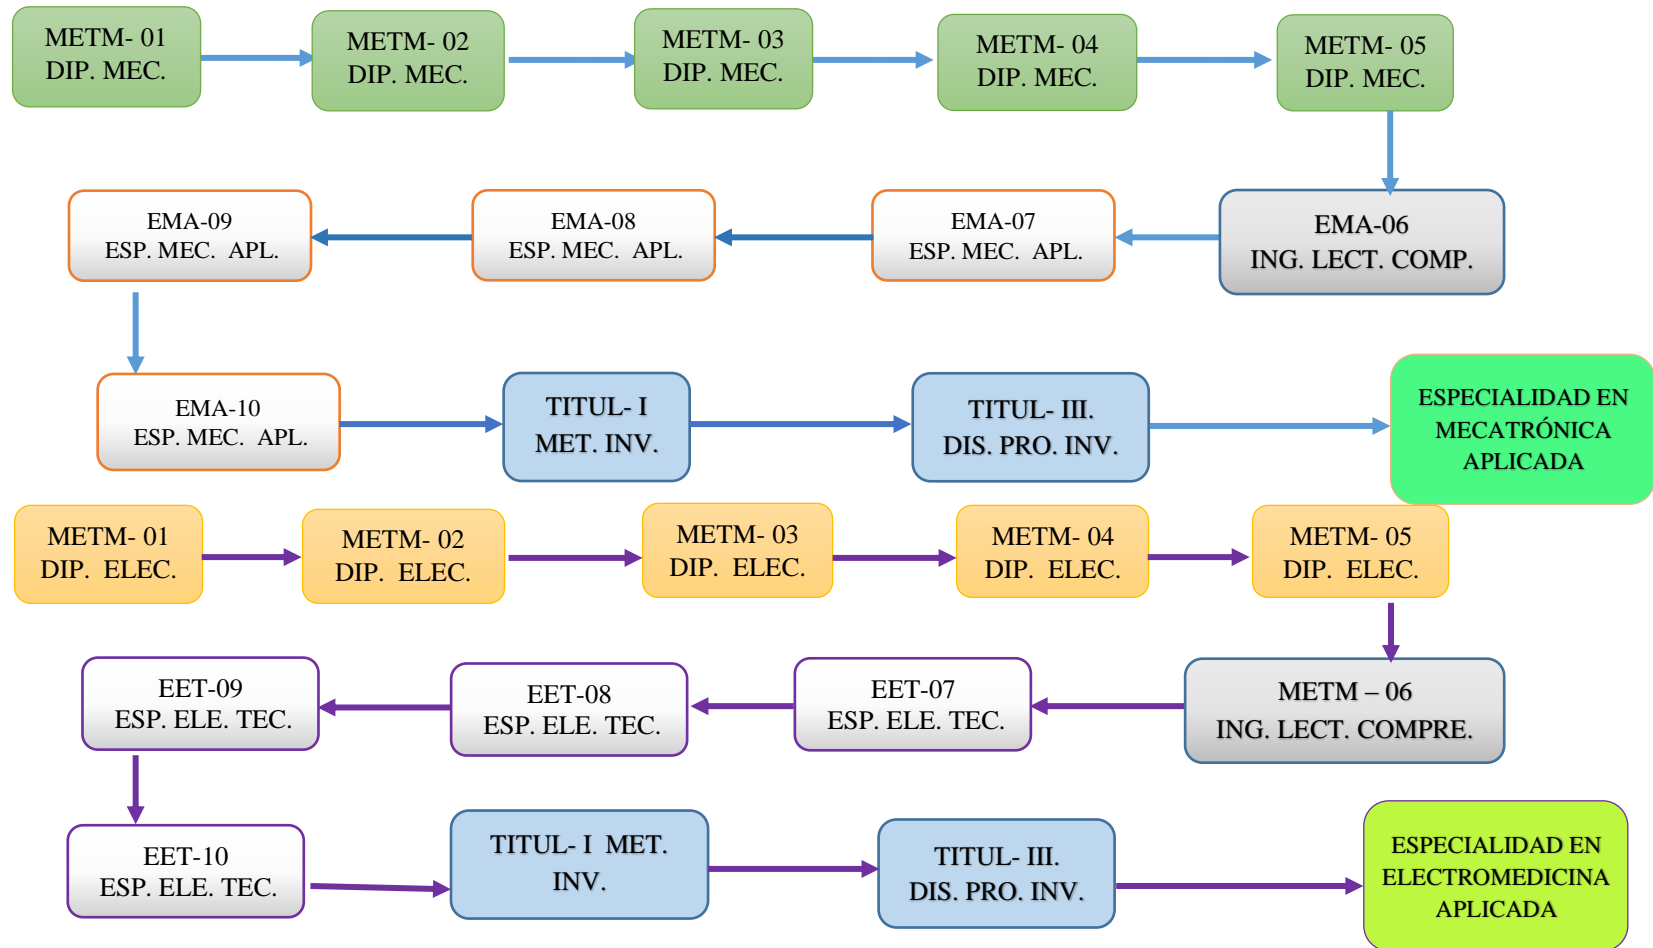 METM- 01
DIP. MEC.
METM- 02
DIP. MEC.
METM- 03
DIP. MEC.
METM- 04
DIP. MEC.
METM- 05
DIP. MEC.
EMA-09
ESP. MEC. APL.
EMA-08
ESP. MEC. APL.
EMA-07
ESP. MEC. APL.
EMA-06
ING. LECT. COMP.
EMA-10
ESP. MEC. APL.
TITUL- I
MET. INV.
TITUL- III.
DIS. PRO. INV.
ESPECIALIDAD EN
MECATRÓNICA
APLICADA
METM- 01
DIP. ELEC.
METM- 02
DIP. ELEC.
METM- 03
DIP. ELEC.
METM- 04
DIP. ELEC.
METM- 05
DIP. ELEC.
EET-09
ESP. ELE. TEC.
EET-08
ESP. ELE. TEC.
EET-07
ESP. ELE. TEC.
METM – 06
ING. LECT. COMPRE.
EET-10
ESP. ELE. TEC.
TITUL- I MET.
INV.
TITUL- III.
DIS. PRO. INV.
ESPECIALIDAD EN
ELECTROMEDICINA
APLICADA